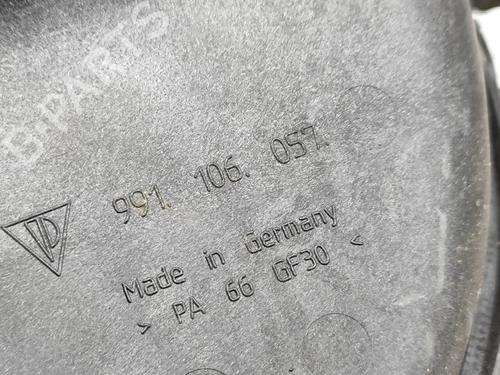 B-PARTS
991. 106. 057.
Made in Germany
> PA 66 GF30 <